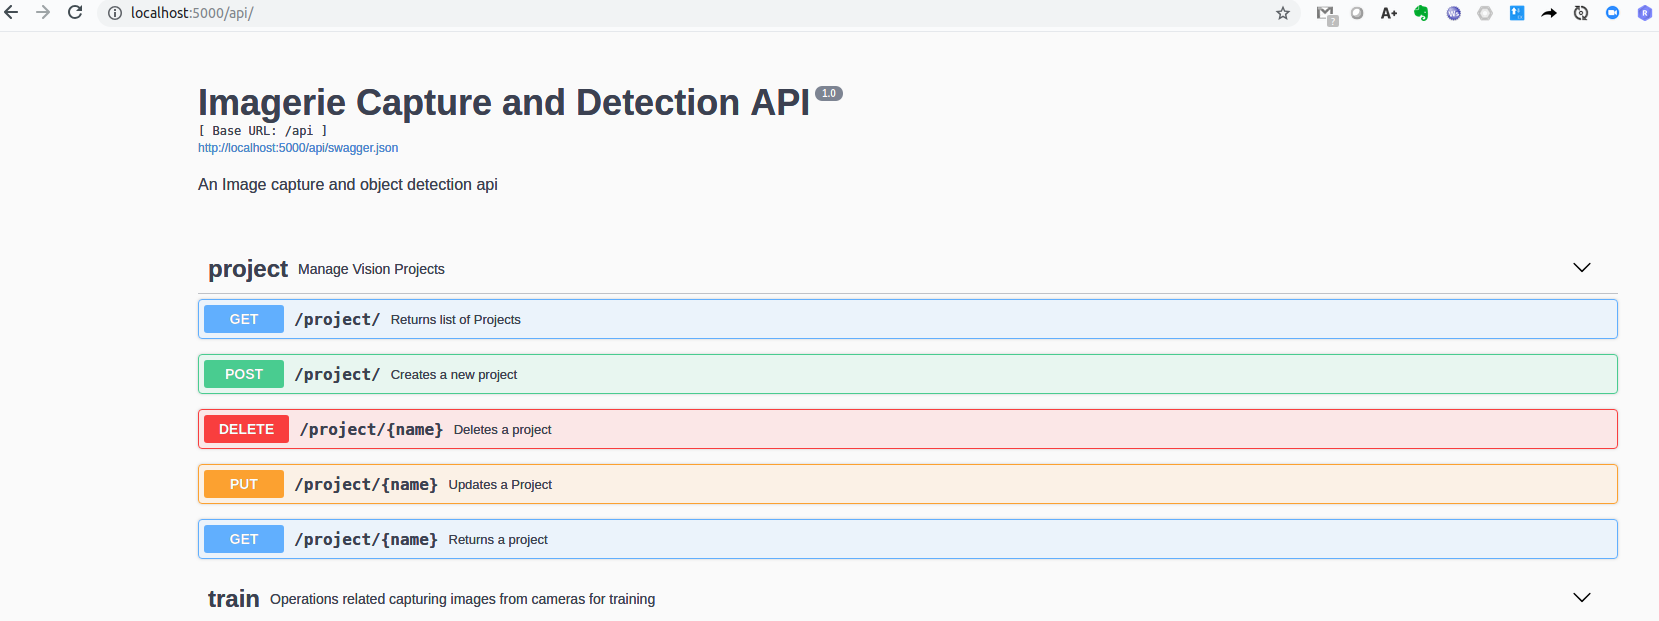 localhost:5000/api/
A+
Imagerie Capture and Detection API 1.0
[ Base URL: /api ]
http://localhost:5000/api/swagger.json
An Image capture and object detection api
project Manage Vision Projects
GET /project/ Returns list of Projects
POST /project/ Creates a new project
DELETE /project/{name} Deletes a project
PUT /project/{name} Updates a Project
GET /project/{name} Returns a project
train Operations related capturing images from cameras for training